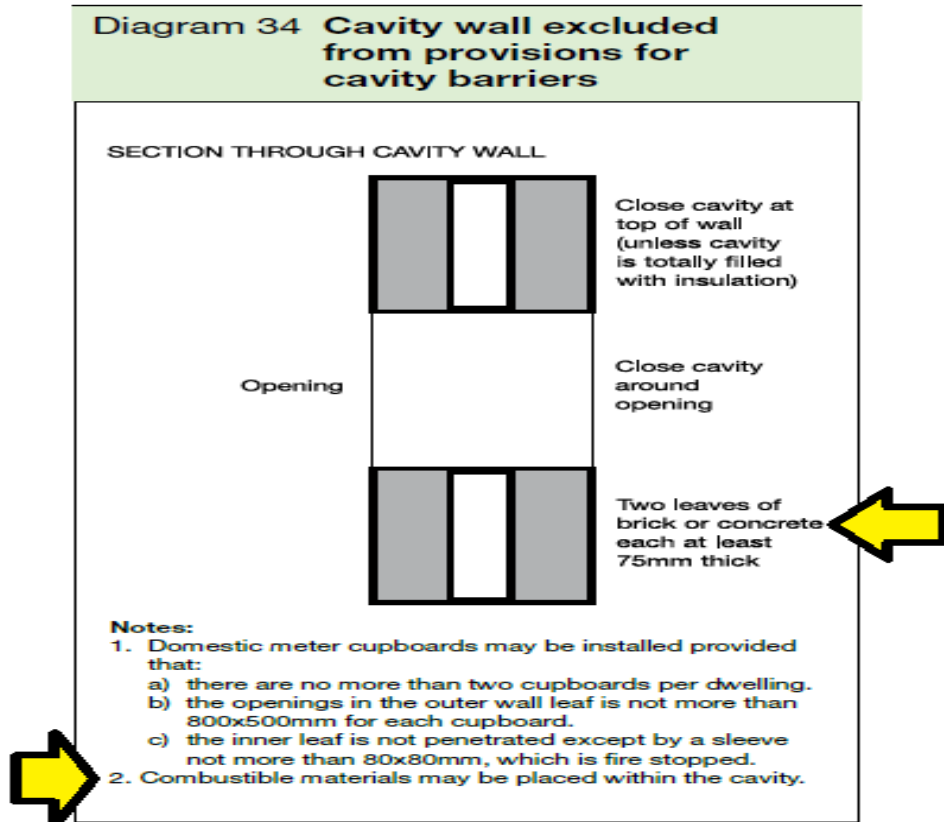 Diagram 34 Cavity wall excluded
from provisions for
cavity barriers
SECTION THROUGH CAVITY WALL
Close cavity at
top of wall
(unless cavity
is totally filled
with insulation)
Opening
Close cavity
around
opening
Two leaves of
brick or concrete
each at least
75mm thick
Notes:
1. Domestic meter cupboards may be installed provided
that:
a) there are no more than two cupboards per dwelling.
b) the openings in the outer wall leaf is not more than
800x500mm for each cupboard.
c) the inner leaf is not penetrated except by a sleeve
not more than 80x80mm, which is fire stopped.
2. Combustible materials may be placed within the cavity.